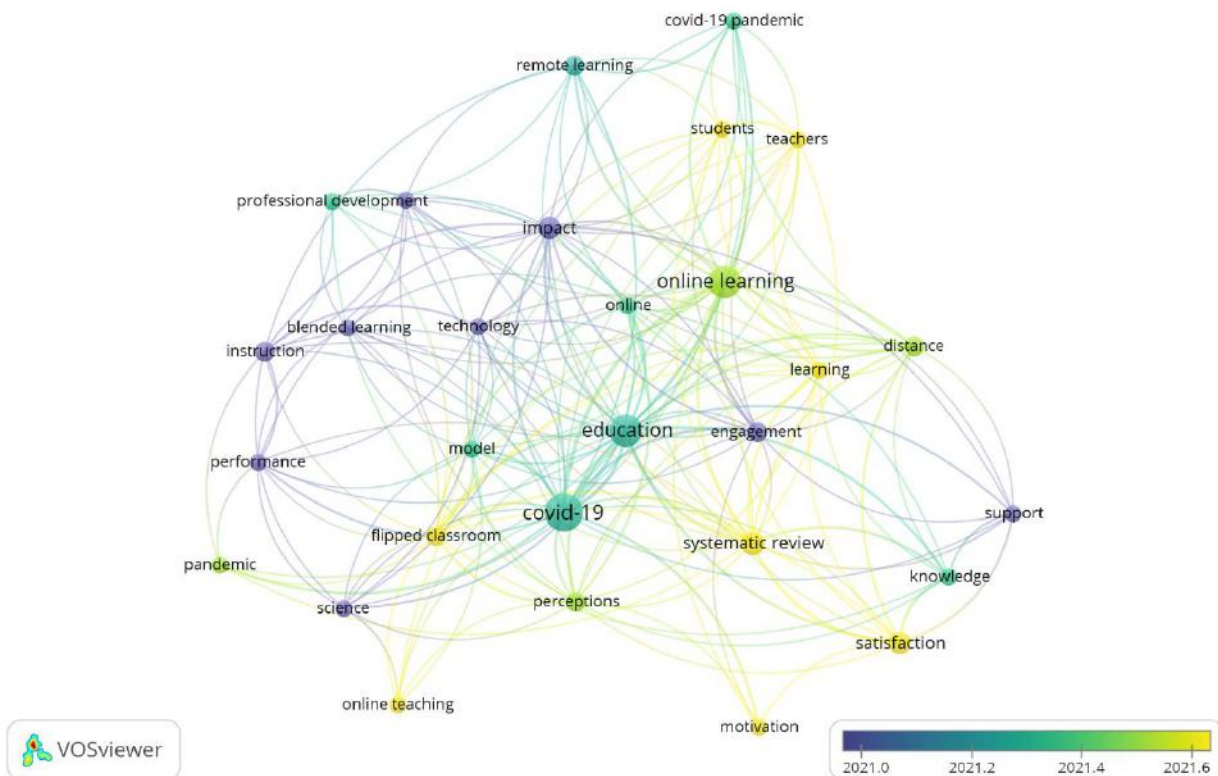 covid-19 pandemic
remote learning
students
teachers
professional development
impact
online learning
online
blended learning
technology
instruction
distance
learning
education
engagement
model
performance
covid-19
support
flipped classroom
systematic review
pandemic
knowledge
science
perceptions
satisfaction
online teaching
motivation
VOSviewer
2021.0 2021.2 2021.4 2021.6